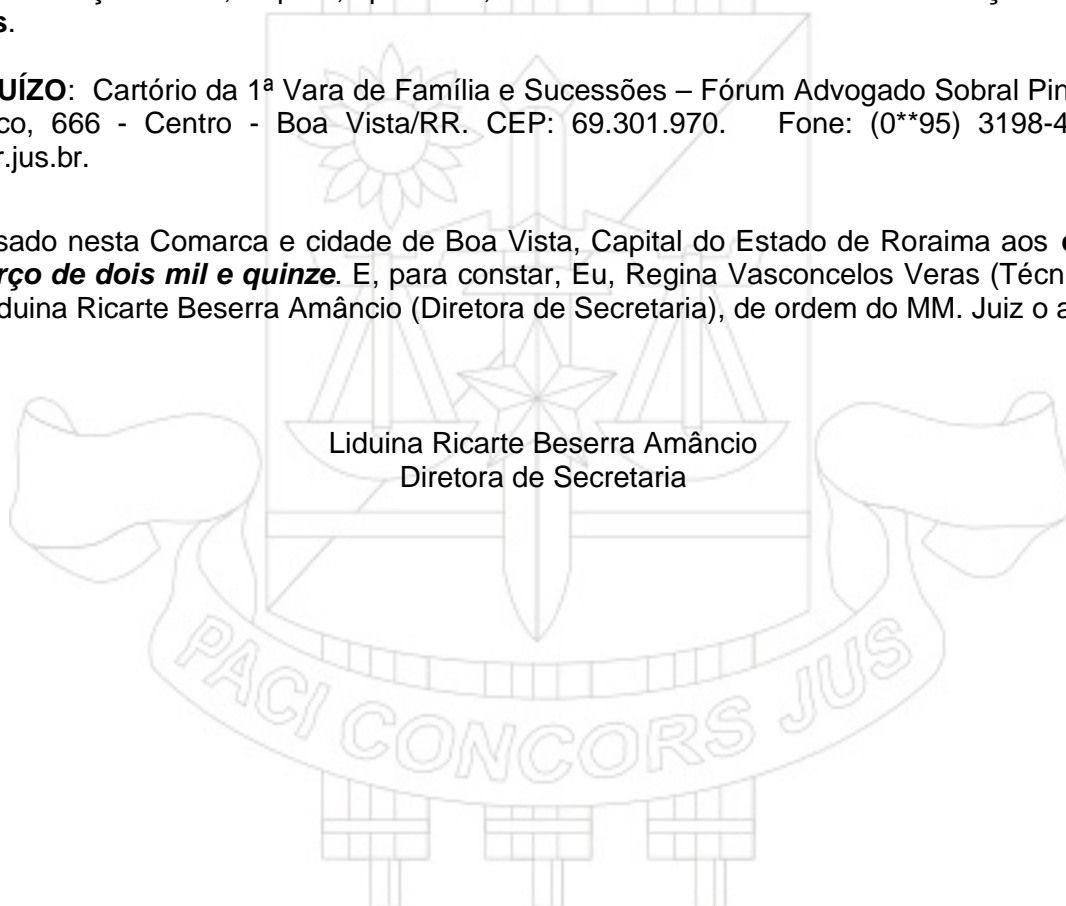 s.
UÍZO: Cartório da 1ª Vara de Família e Sucessões – Fórum Advogado Sobral Pin
co, 666 - Centro - Boa Vista/RR. CEP: 69.301.970. Fone: (0**95) 3198-4
r.jus.br.
sado nesta Comarca e cidade de Boa Vista, Capital do Estado de Roraima aos
rço de dois mil e quinze. E, para constar, Eu, Regina Vasconcelos Veras (Técn
duina Ricarte Beserra Amâncio (Diretora de Secretaria), de ordem do MM. Juiz o a
Liduina Ricarte Beserra Amâncio
Diretora de Secretaria
PACI CONCORS JUS